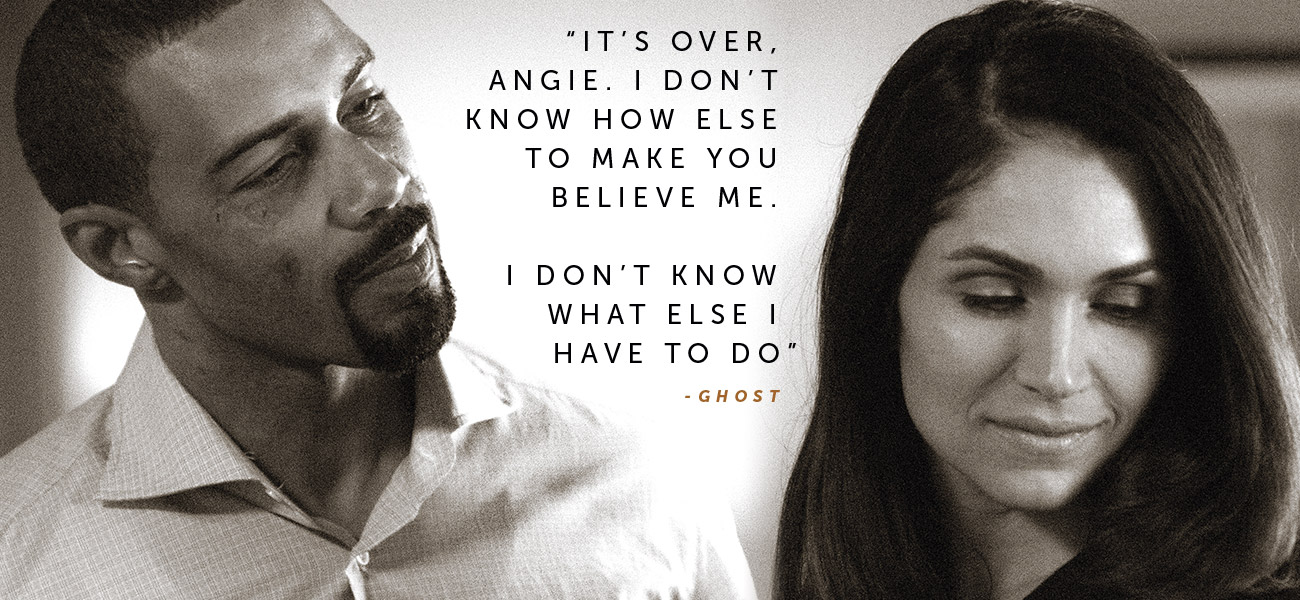 “IT’S OVER,
ANGIE. I DON’T
KNOW HOW ELSE
TO MAKE YOU
BELIEVE ME.
I DON’T KNOW
WHAT ELSE I
HAVE TO DO”
- GHOST